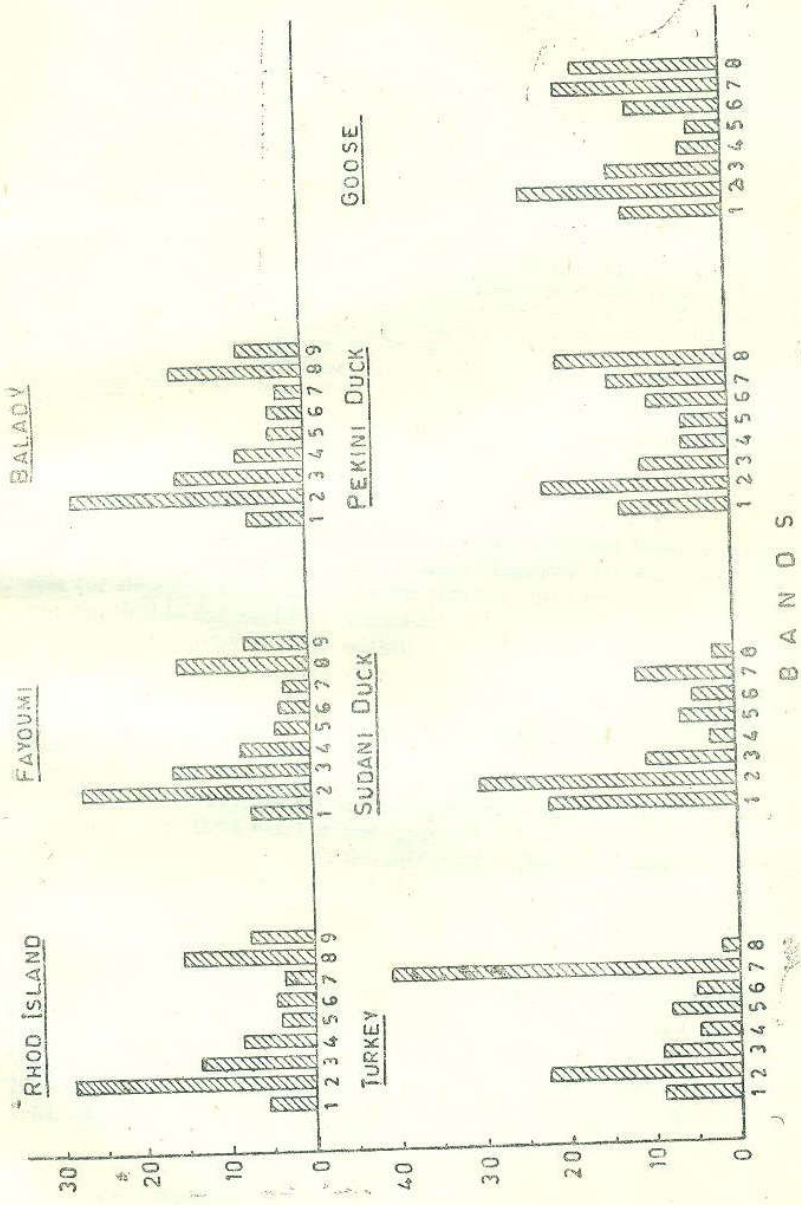 RHOD ISLAND
FAYOUMI
BALADY
30
20
10
0
1 2 3 4 5 6 7 8 9
1 2 3 4 5 6 7 8 9
1 2 3 4 5 6 7 8 9
TURKEY
SUDANI DUCK
PEKINI DUCK
GOOSE
40
30
20
10
0
1 2 3 4 5 6 7 8
1 2 3 4 5 6 7 8
1 2 3 4 5 6 7 8
1 2 3 4 5 6 7 8
BANDS